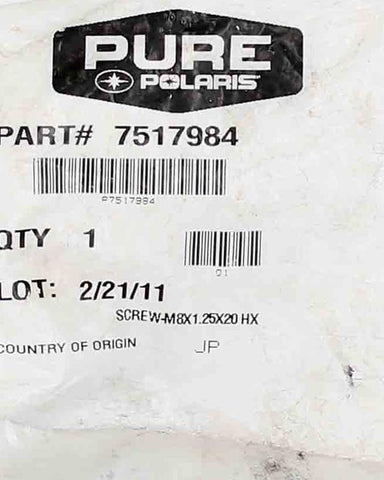 PURE
POLARIS
PART# 7517984
P7517984
QTY 1
Q1
LOT: 2/21/11
SCREW-M8X1.25X20 HX
COUNTRY OF ORIGIN JP